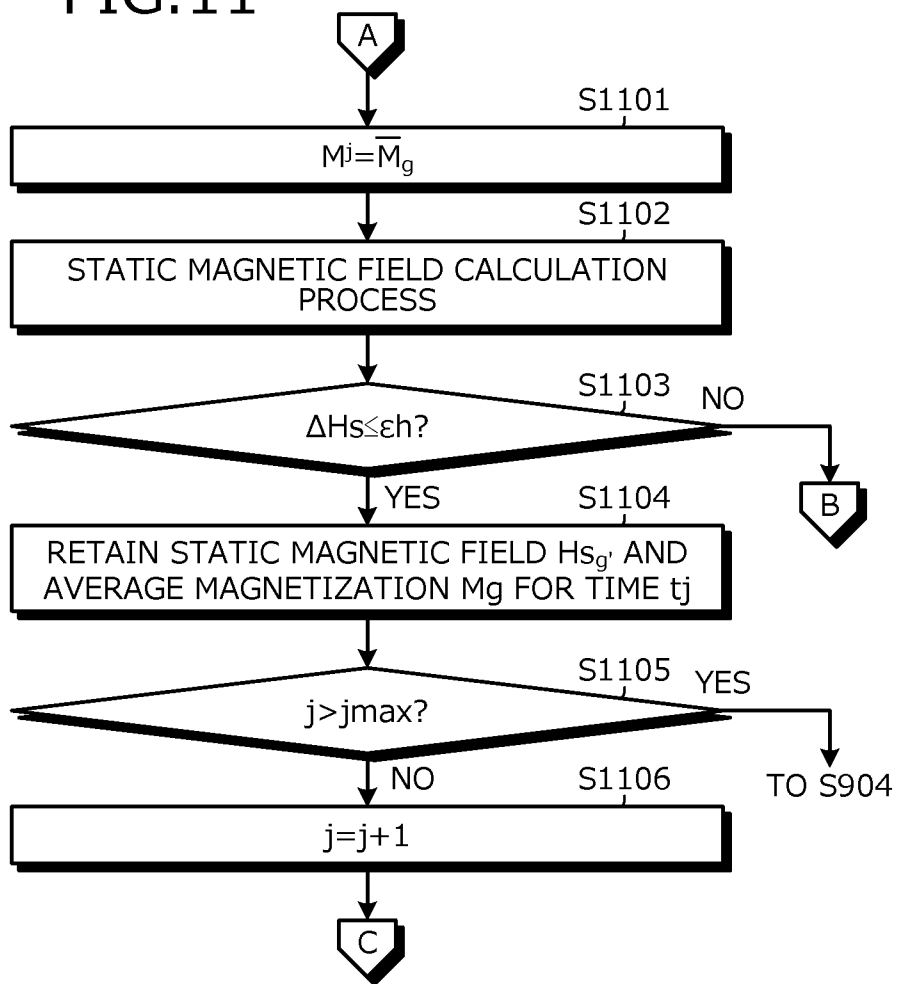 FIG.11
A
S1101
Mʲ=M̅g
S1102
STATIC MAGNETIC FIELD CALCULATION
PROCESS
S1103
NO
ΔHs≤εh?
B
YES
S1104
RETAIN STATIC MAGNETIC FIELD Hsg' AND
AVERAGE MAGNETIZATION Mg FOR TIME tj
S1105
YES
j>jmax?
TO S904
NO
S1106
j=j+1
C